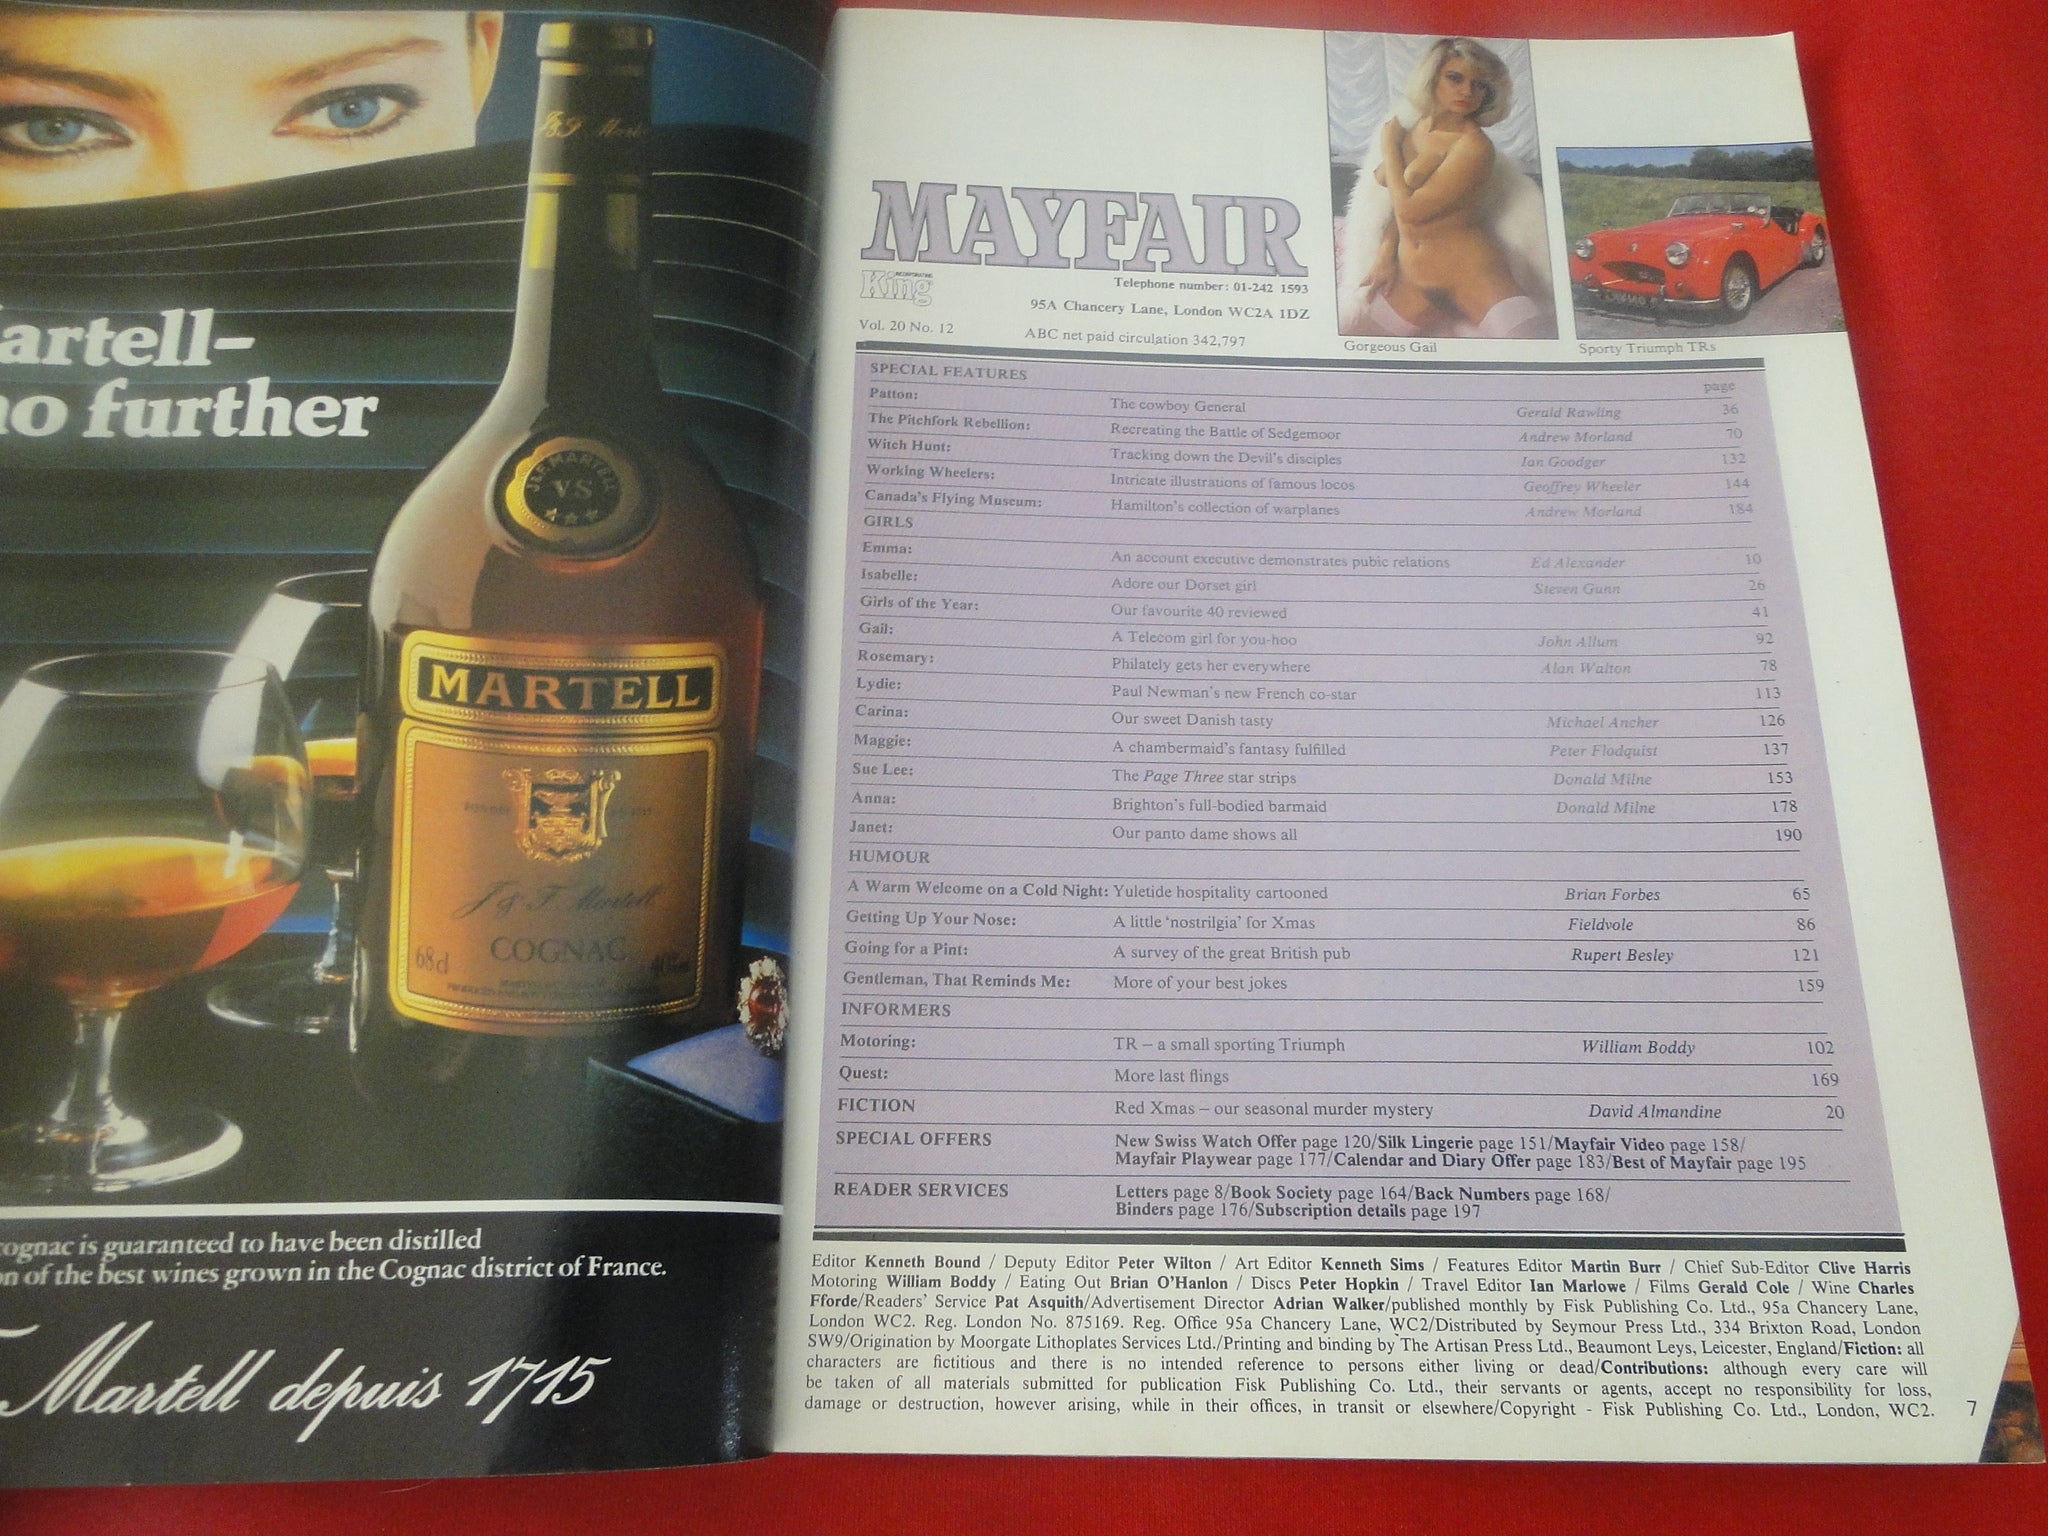 artell–
no further
J&F Martell
J&F MARTELL
VS
MARTELL
J & F Martell
COGNAC
68cl
40%
ognac is guaranteed to have been distilled
n of the best wines grown in the Cognac district of France.
Martell depuis 1715
MAYFAIR
INCORPORATING
King
Telephone number: 01-242 1593
95A Chancery Lane, London WC2A 1DZ
Vol. 20 No. 12
ABC net paid circulation 342,797
Gorgeous Gail
Sporty Triumph TRs
SPECIAL FEATURES page
Patton: The cowboy General Gerald Rawling 36
The Pitchfork Rebellion: Recreating the Battle of Sedgemoor Andrew Morland 70
Witch Hunt: Tracking down the Devil's disciples Ian Goodger 132
Working Wheelers: Intricate illustrations of famous locos Geoffrey Wheeler 144
Canada's Flying Museum: Hamilton's collection of warplanes Andrew Morland 184
GIRLS
Emma: An account executive demonstrates pubic relations Ed Alexander 10
Isabelle: Adore our Dorset girl Steven Gunn 26
Girls of the Year: Our favourite 40 reviewed 41
Gail: A Telecom girl for you-hoo John Allum 92
Rosemary: Philately gets her everywhere Alan Walton 78
Lydie: Paul Newman's new French co-star 113
Carina: Our sweet Danish tasty Michael Ancher 126
Maggie: A chambermaid's fantasy fulfilled Peter Flodquist 137
Sue Lee: The Page Three star strips Donald Milne 153
Anna: Brighton's full-bodied barmaid Donald Milne 178
Janet: Our panto dame shows all 190
HUMOUR
A Warm Welcome on a Cold Night: Yuletide hospitality cartooned Brian Forbes 65
Getting Up Your Nose: A little 'nostrilgia' for Xmas Fieldvole 86
Going for a Pint: A survey of the great British pub Rupert Besley 121
Gentleman, That Reminds Me: More of your best jokes 159
INFORMERS
Motoring: TR – a small sporting Triumph William Boddy 102
Quest: More last flings 169
FICTION Red Xmas – our seasonal murder mystery David Almandine 20
SPECIAL OFFERS New Swiss Watch Offer page 120/Silk Lingerie page 151/Mayfair Video page 158/
Mayfair Playwear page 177/Calendar and Diary Offer page 183/Best of Mayfair page 195
READER SERVICES Letters page 8/Book Society page 164/Back Numbers page 168/
Binders page 176/Subscription details page 197
Editor Kenneth Bound / Deputy Editor Peter Wilton / Art Editor Kenneth Sims / Features Editor Martin Burr / Chief Sub-Editor Clive Harris
Motoring William Boddy / Eating Out Brian O'Hanlon / Discs Peter Hopkin / Travel Editor Ian Marlowe / Films Gerald Cole / Wine Charles
Fforde/Readers' Service Pat Asquith/Advertisement Director Adrian Walker/published monthly by Fisk Publishing Co. Ltd., 95a Chancery Lane,
London WC2. Reg. London No. 875169. Reg. Office 95a Chancery Lane, WC2/Distributed by Seymour Press Ltd., 334 Brixton Road, London
SW9/Origination by Moorgate Lithoplates Services Ltd./Printing and binding by The Artisan Press Ltd., Beaumont Leys, Leicester, England/Fiction: all
characters are fictitious and there is no intended reference to persons either living or dead/Contributions: although every care will
be taken of all materials submitted for publication Fisk Publishing Co. Ltd., their servants or agents, accept no responsibility for loss,
damage or destruction, however arising, while in their offices, in transit or elsewhere/Copyright - Fisk Publishing Co. Ltd., London, WC2. 7